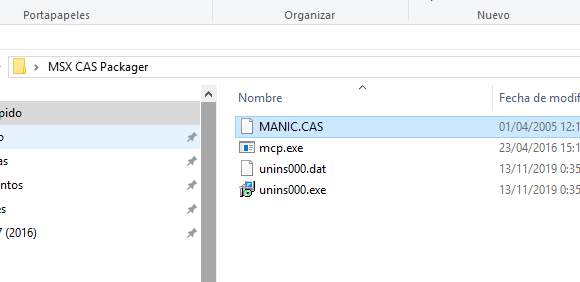 Portapapeles Organizar Nuevo
MSX CAS Packager
Nombre Fecha de modif
pido
MANIC.CAS 01/04/2005 12:1
o
mcp.exe 23/04/2016 15:1
as
unins000.dat 13/11/2019 0:35
ntos
unins000.exe 13/11/2019 0:35
es
7 (2016)